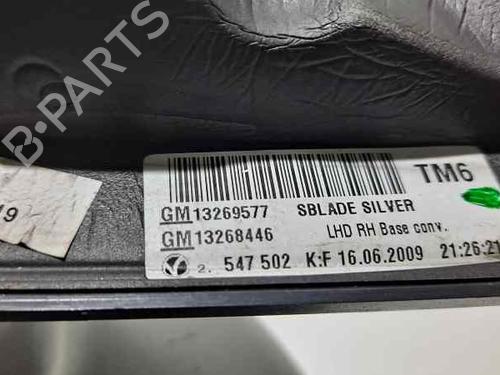 B-PARTS
TM6
GM13269577 SBLADE SILVER
GM13268446 LHD RH Base conv.
2. 547 502 K:F 16.06.2009 21:26:21
19